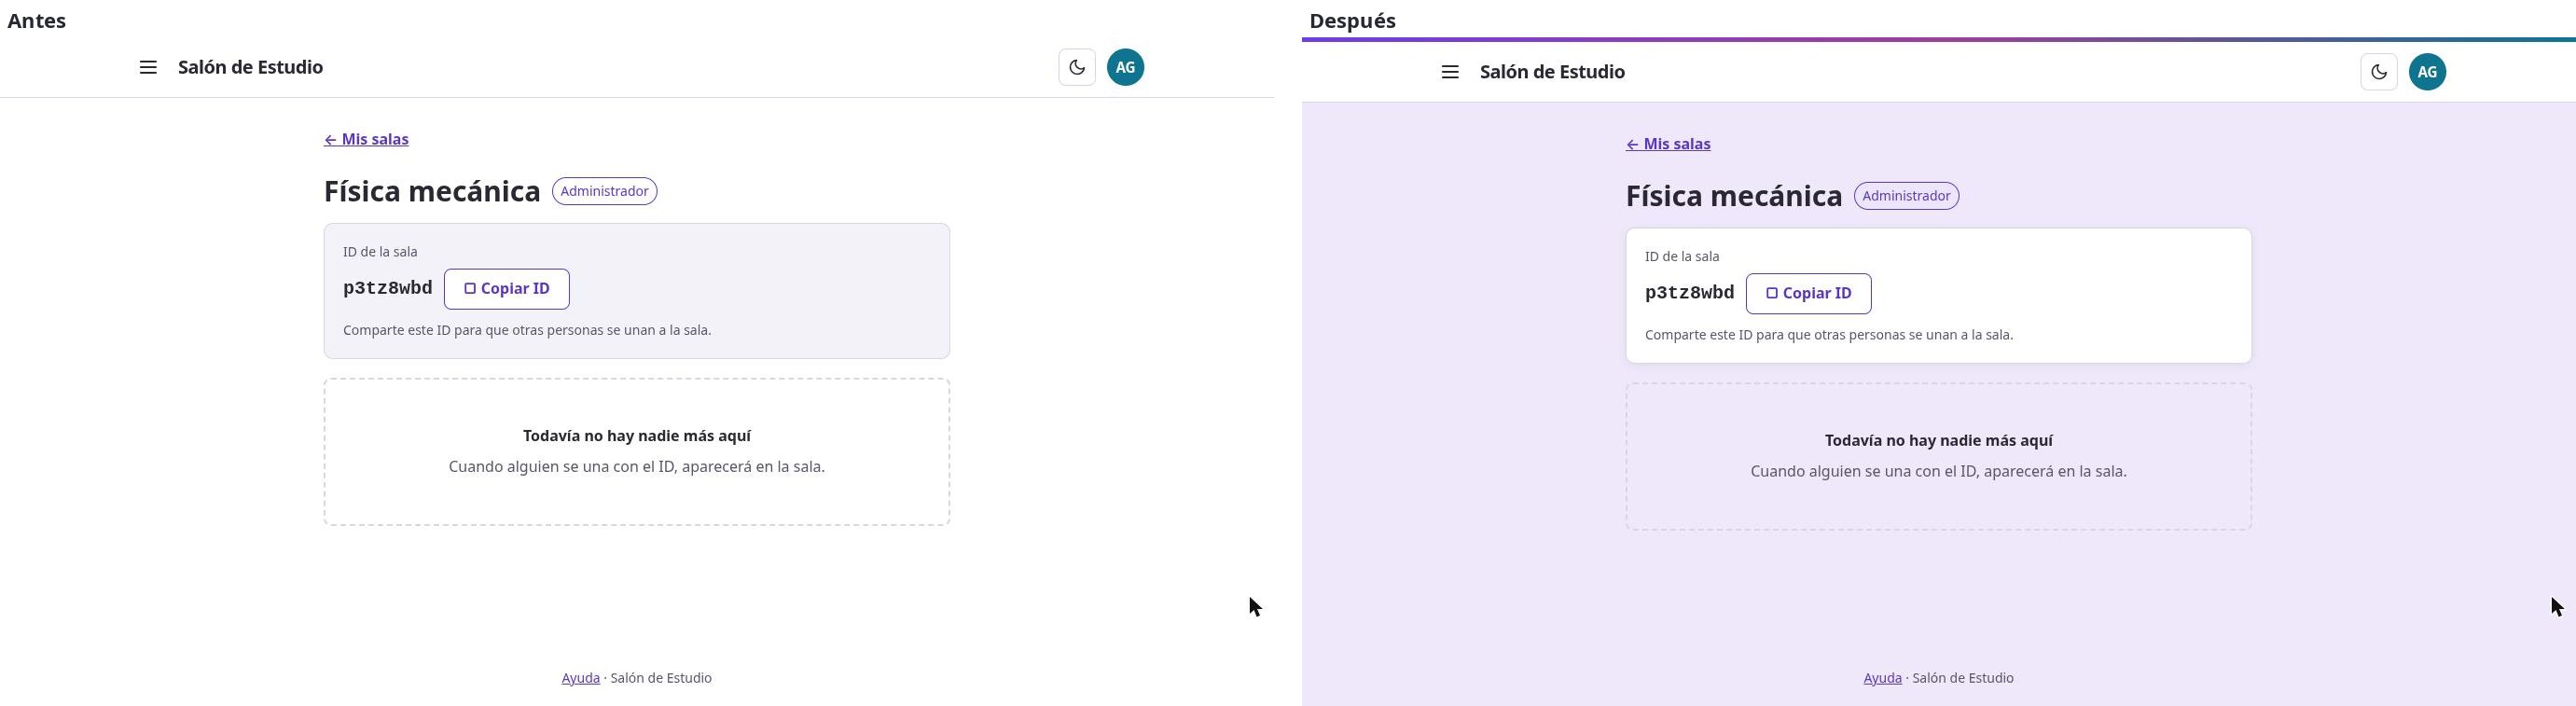 Antes
Salón de Estudio
AG
← Mis salas
Física mecánica Administrador
ID de la sala
p3tz8wbd Copiar ID
Comparte este ID para que otras personas se unan a la sala.
Todavía no hay nadie más aquí
Cuando alguien se una con el ID, aparecerá en la sala.
Ayuda · Salón de Estudio
Después
Salón de Estudio
AG
← Mis salas
Física mecánica Administrador
ID de la sala
p3tz8wbd Copiar ID
Comparte este ID para que otras personas se unan a la sala.
Todavía no hay nadie más aquí
Cuando alguien se una con el ID, aparecerá en la sala.
Ayuda · Salón de Estudio